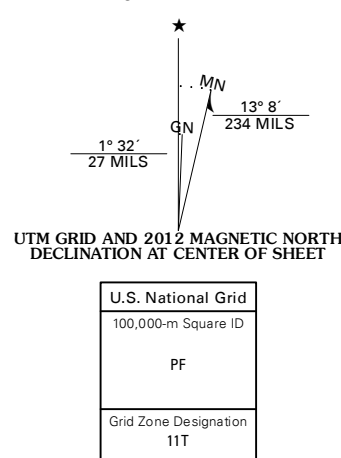 ★
MN
GN
13° 8´
234 MILS
1° 32´
27 MILS
UTM GRID AND 2012 MAGNETIC NORTH
DECLINATION AT CENTER OF SHEET
U.S. National Grid
100,000-m Square ID
PF
Grid Zone Designation
11T